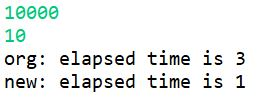 10000
10
org: elapsed time is 3
new: elapsed time is 1